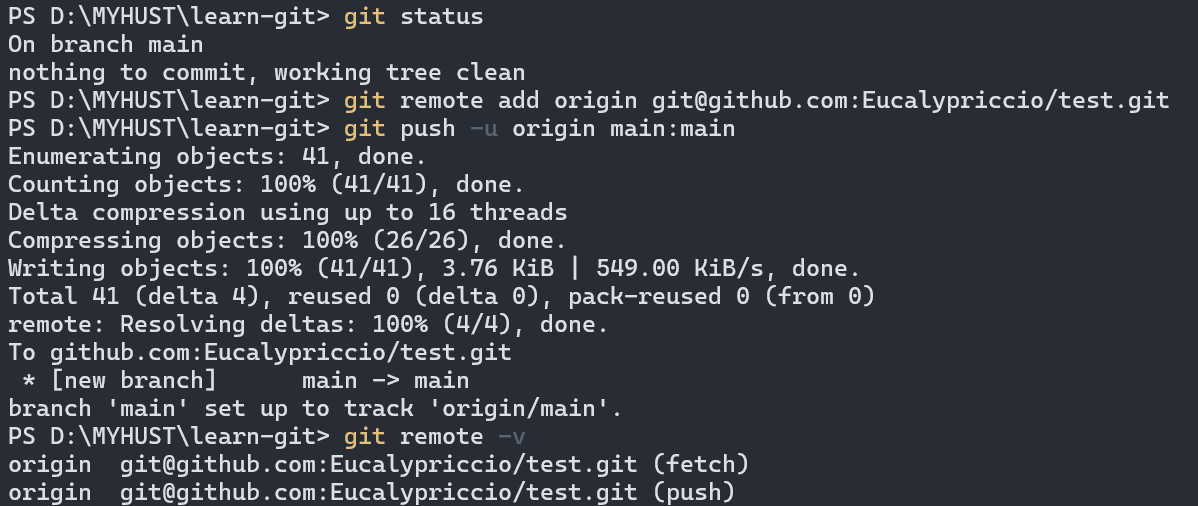 PS D:\MYHUST\learn-git> git status
On branch main
nothing to commit, working tree clean
PS D:\MYHUST\learn-git> git remote add origin git@github.com:Eucalypriccio/test.git
PS D:\MYHUST\learn-git> git push -u origin main:main
Enumerating objects: 41, done.
Counting objects: 100% (41/41), done.
Delta compression using up to 16 threads
Compressing objects: 100% (26/26), done.
Writing objects: 100% (41/41), 3.76 KiB | 549.00 KiB/s, done.
Total 41 (delta 4), reused 0 (delta 0), pack-reused 0 (from 0)
remote: Resolving deltas: 100% (4/4), done.
To github.com:Eucalypriccio/test.git
 * [new branch]      main -> main
branch 'main' set up to track 'origin/main'.
PS D:\MYHUST\learn-git> git remote -v
origin  git@github.com:Eucalypriccio/test.git (fetch)
origin  git@github.com:Eucalypriccio/test.git (push)